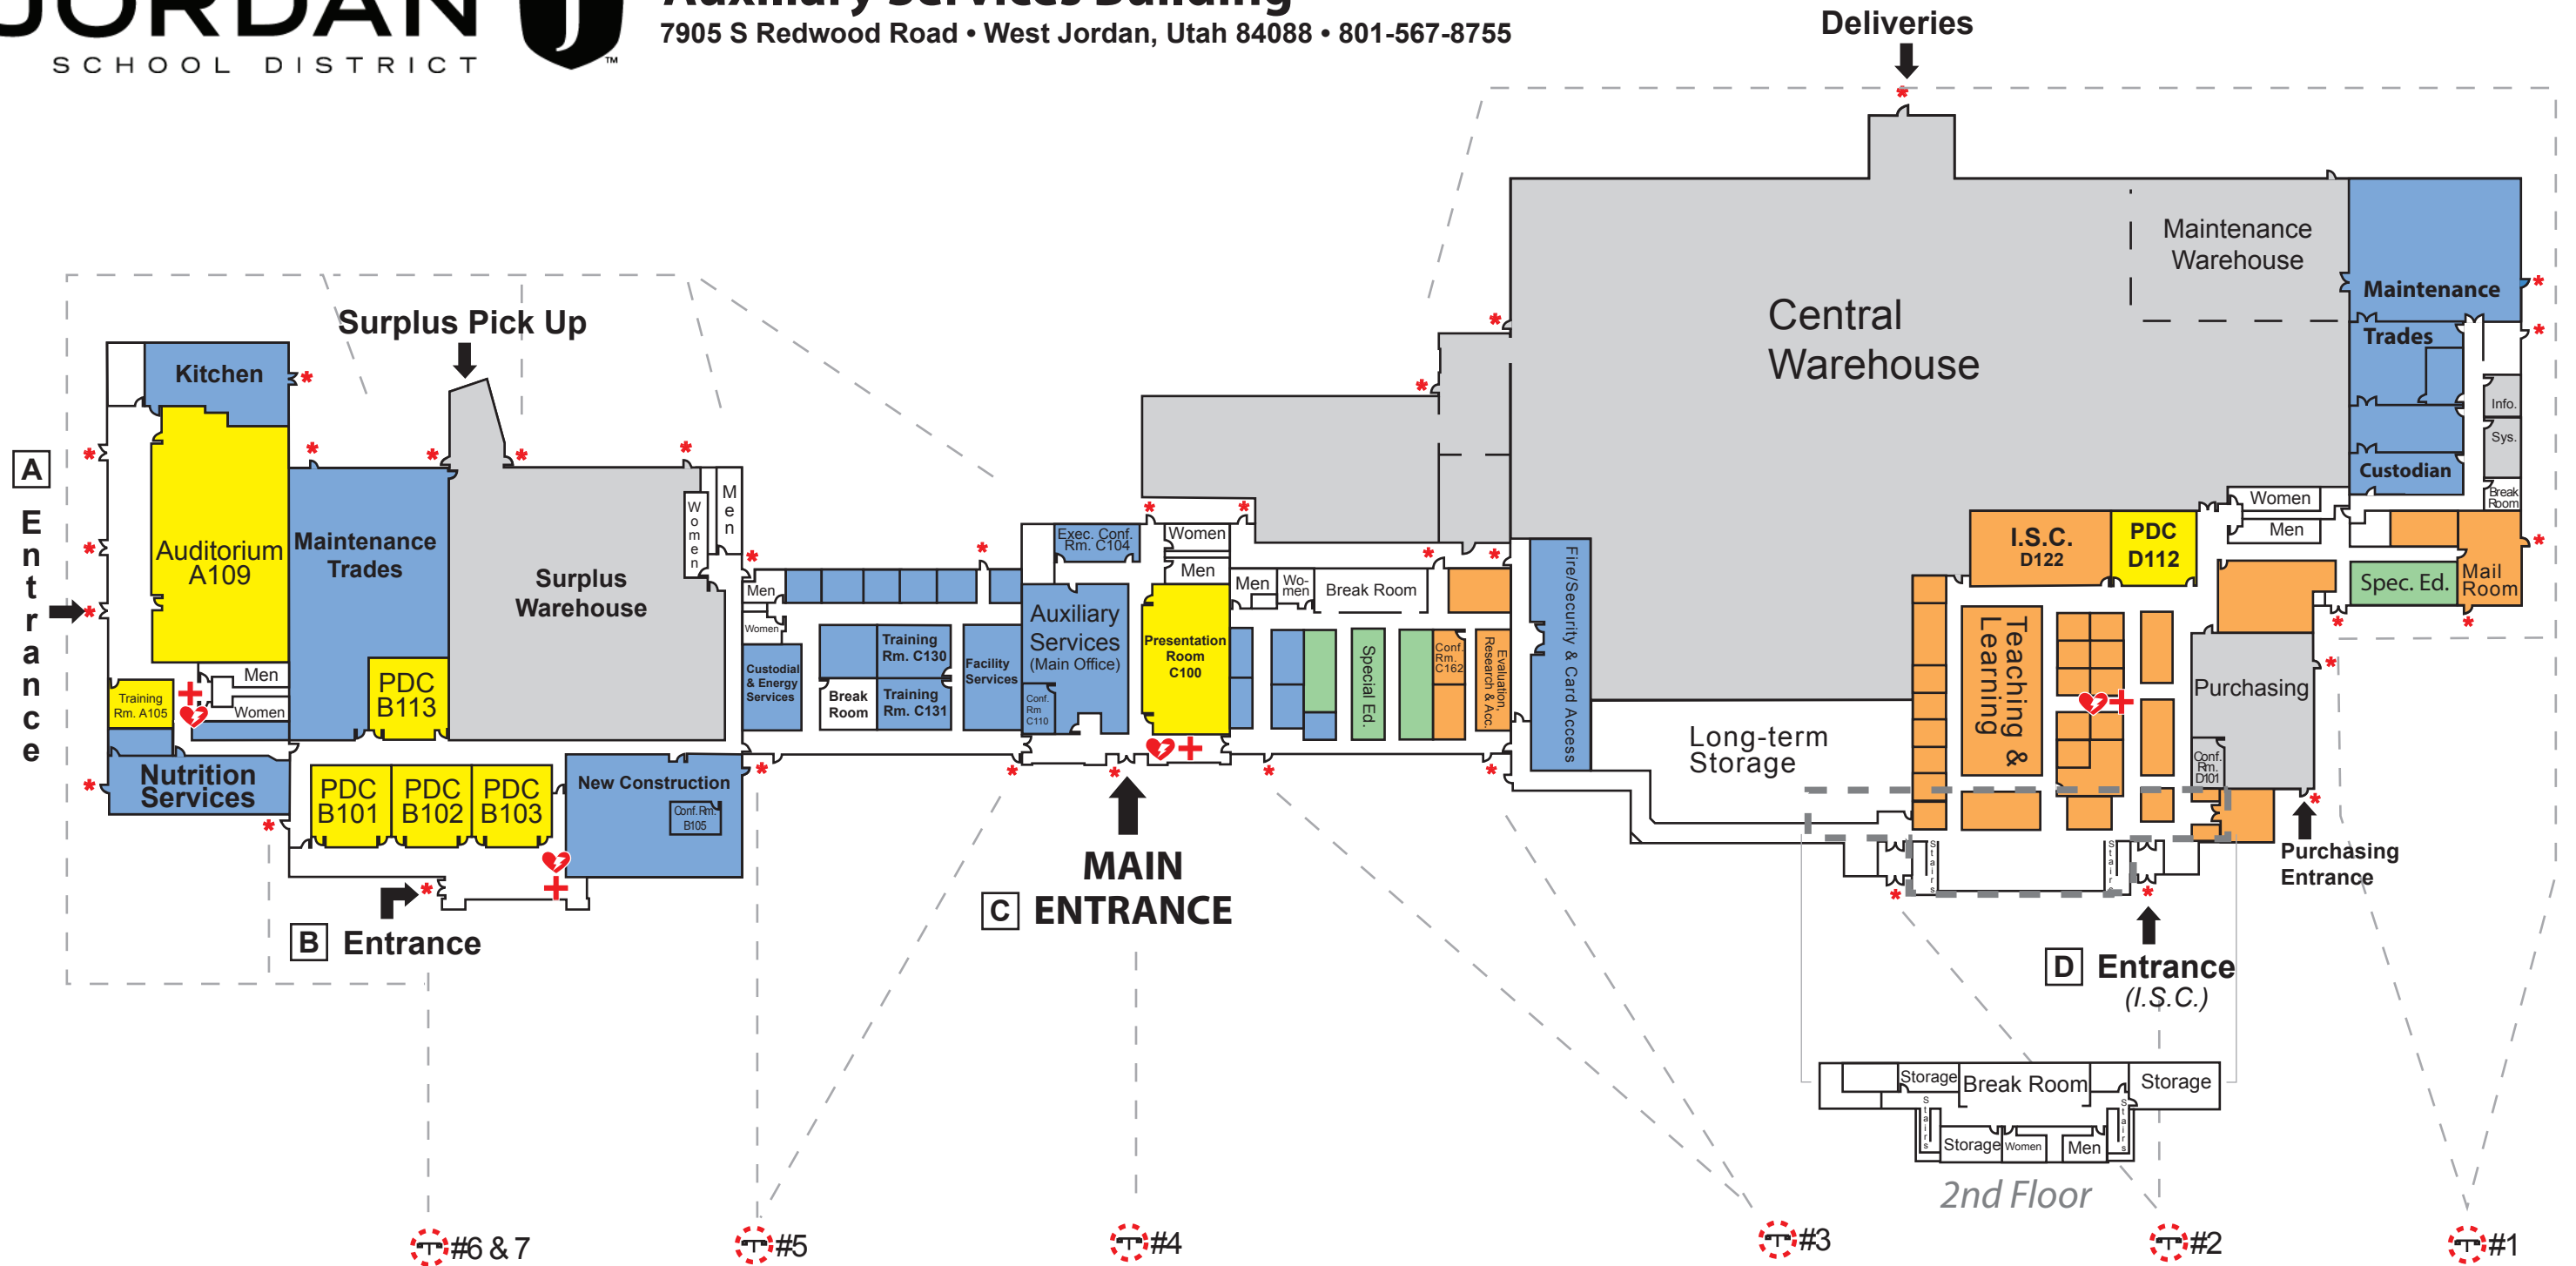 JORDAN
SCHOOL DISTRICT
J
™
Auxiliary Services Building
7905 S Redwood Road • West Jordan, Utah 84088 • 801-567-8755
Deliveries
Surplus Pick Up
A
Entrance
Kitchen
Auditorium
A109
Maintenance
Trades
Surplus
Warehouse
Women
Men
Training
Rm. A105
Men
Women
PDC
B113
Nutrition
Services
PDC
B101
PDC
B102
PDC
B103
New Construction
Conf. Rm.
B105
B Entrance
Men
Women
Custodial
& Energy
Services
Break
Room
Training
Rm. C130
Training
Rm. C131
Facility
Services
Exec. Conf.
Rm. C104
Auxiliary
Services
(Main Office)
Conf.
Rm
C110
Women
Men
Presentation
Room
C100
Men
Wo-
men
Break Room
Special Ed.
Conf.
Rm.
C162
Evaluation,
Research & Acc.
Fire/Security & Card Access
MAIN
C ENTRANCE
Central
Warehouse
Maintenance
Warehouse
Maintenance
Trades
Info.
Sys.
Custodian
Break
Room
Women
Men
I.S.C.
D122
PDC
D112
Spec. Ed.
Mail
Room
Teaching &
Learning
Purchasing
Conf.
Rm.
D101
Long-term
Storage
Stairs
Stairs
Purchasing
Entrance
D Entrance
(I.S.C.)
Storage
Break Room
Storage
Stairs
Stairs
Storage
Women
Men
2nd Floor
#6 & 7
#5
#4
#3
#2
#1